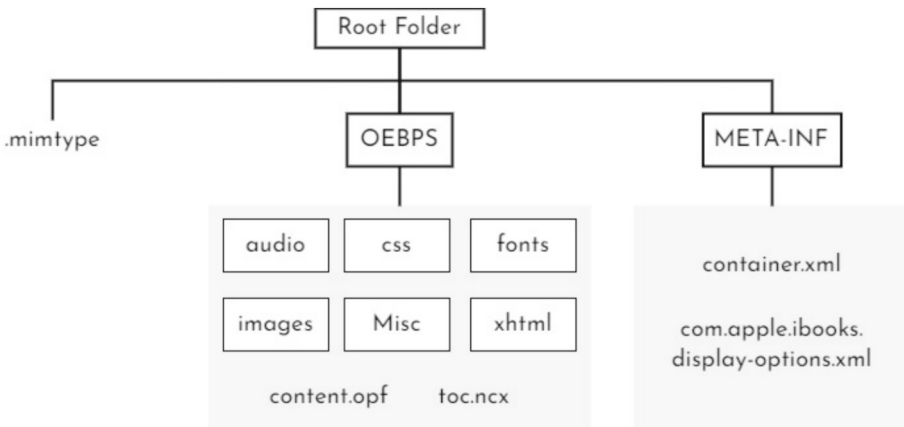 Root Folder
.mimtype
OEBPS
META-INF
audio
css
fonts
images
Misc
xhtml
content.opf
toc.ncx
container.xml
com.apple.ibooks.
display-options.xml